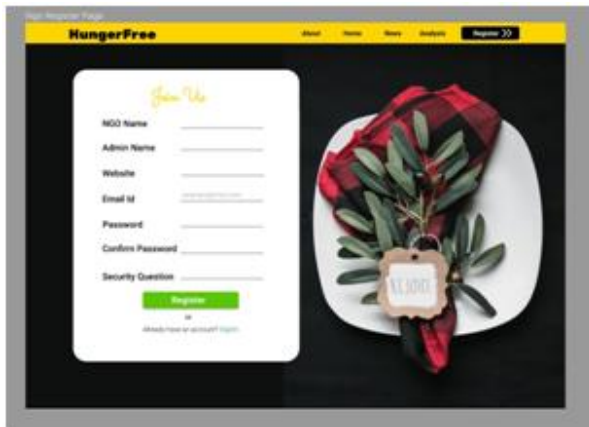 Ngo Register Page
HungerFree
About Home News Analysis Register
Join Us
NGO Name
Admin Name
Website
Email Id
Password
Confirm Password
Security Question
Register
or
Already have an account?
REJOICE